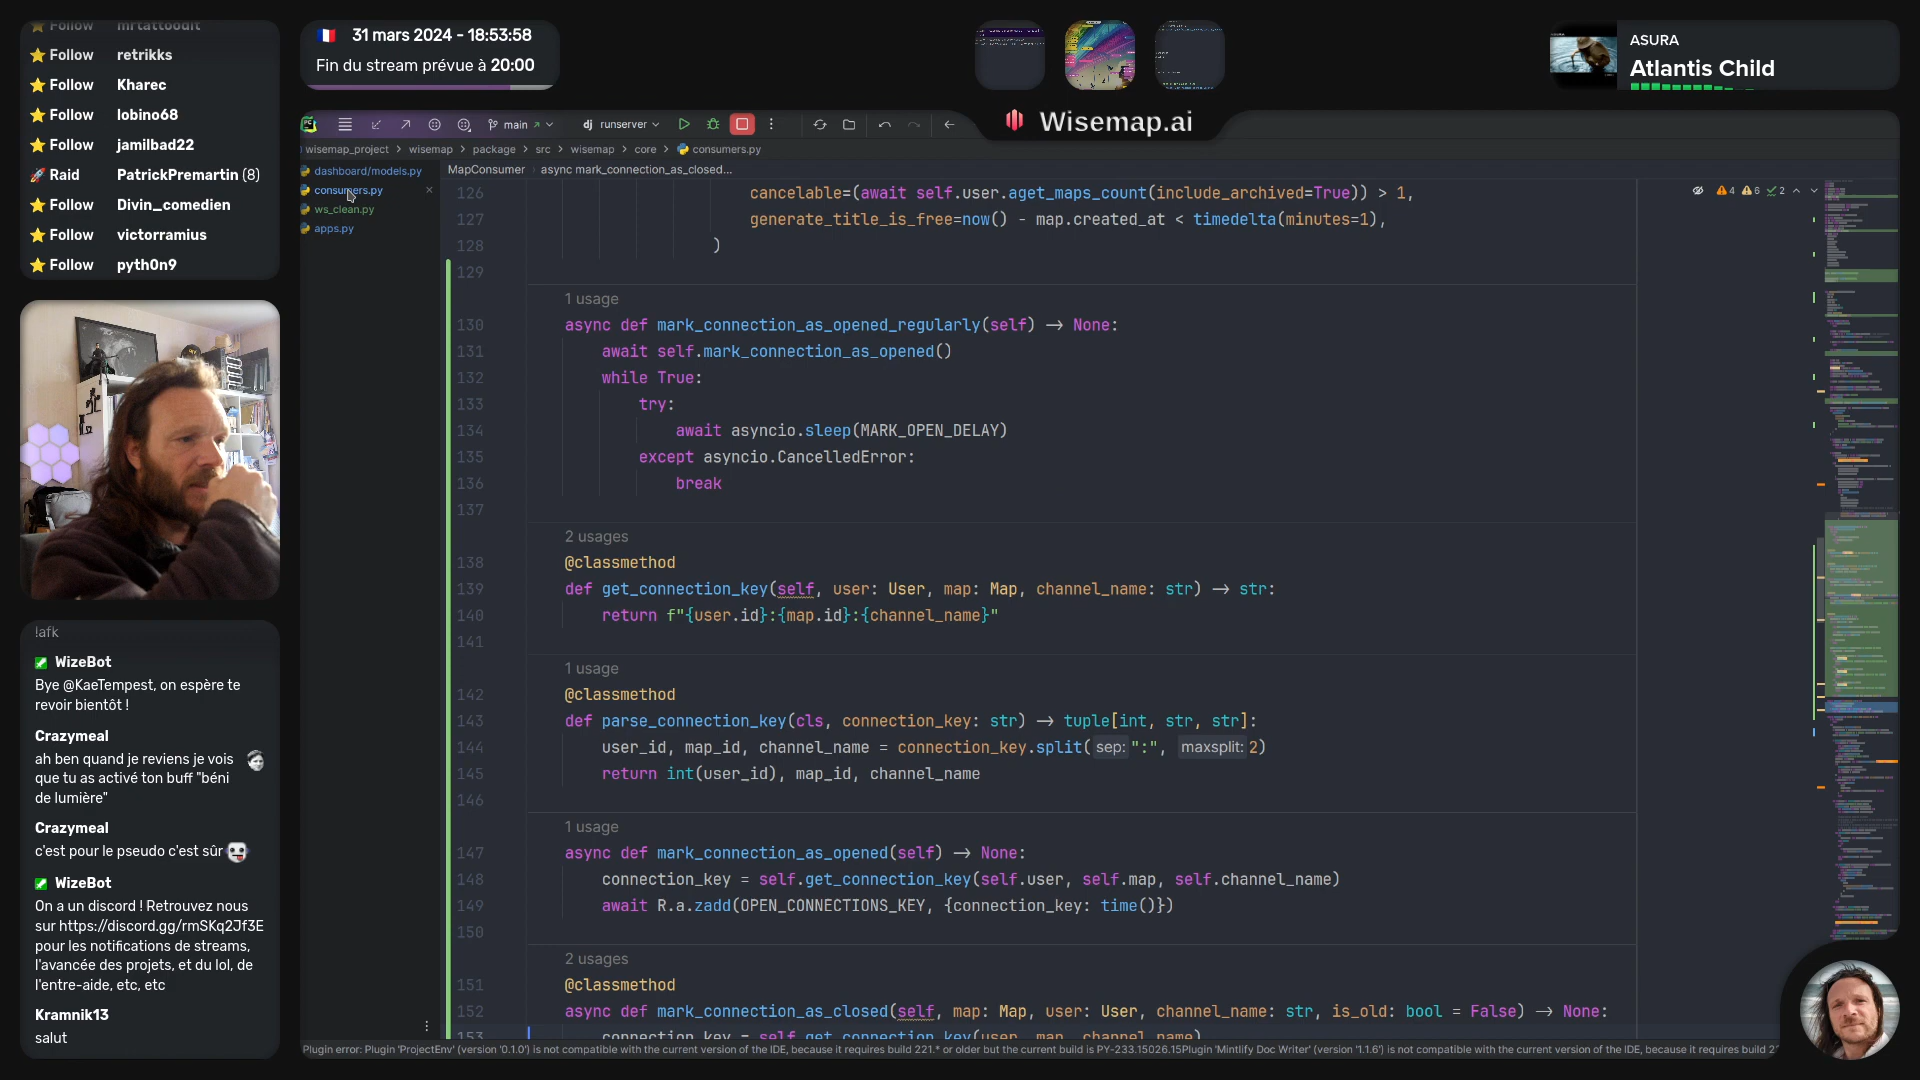 Follow mrtattoodit
Follow retrikks
Follow Kharec
Follow lobino68
Follow jamilbad22
Raid PatrickPremartin (8)
Follow Divin_comedien
Follow victorramius
Follow pyth0n9
31 mars 2024 - 18:53:58
Fin du stream prévue à 20:00
ASURA
Atlantis Child
Wisemap.ai
main
dj runserver
wisemap_project > wisemap > package > src > wisemap > core > consumers.py
dashboard/models.py
consumers.py
ws_clean.py
apps.py
MapConsumer > async mark_connection_as_closed...
4 6 2
126 cancelable=(await self.user.aget_maps_count(include_archived=True)) > 1,
127 generate_title_is_free=now() - map.created_at < timedelta(minutes=1),
128 )
129
1 usage
130 async def mark_connection_as_opened_regularly(self) -> None:
131 await self.mark_connection_as_opened()
132 while True:
133 try:
134 await asyncio.sleep(MARK_OPEN_DELAY)
135 except asyncio.CancelledError:
136 break
137
2 usages
138 @classmethod
139 def get_connection_key(self, user: User, map: Map, channel_name: str) -> str:
140 return f"{user.id}:{map.id}:{channel_name}"
141
1 usage
142 @classmethod
143 def parse_connection_key(cls, connection_key: str) -> tuple[int, str, str]:
144 user_id, map_id, channel_name = connection_key.split( sep: ":", maxsplit: 2)
145 return int(user_id), map_id, channel_name
146
1 usage
147 async def mark_connection_as_opened(self) -> None:
148 connection_key = self.get_connection_key(self.user, self.map, self.channel_name)
149 await R.a.zadd(OPEN_CONNECTIONS_KEY, {connection_key: time()})
150
2 usages
151 @classmethod
152 async def mark_connection_as_closed(self, map: Map, user: User, channel_name: str, is_old: bool = False) -> None:
153 connection_key = self.get_connection_key(user, map, channel_name)
Plugin error: Plugin 'ProjectEnv' (version '0.1.0') is not compatible with the current version of the IDE, because it requires build 221.* or older but the current build is PY-233.15026.15Plugin 'Mintlify Doc Writer' (version '1.1.6') is not compatible with the current version of the IDE, because it requires build 2
!afk
WizeBot
Bye @KaeTempest, on espère te
revoir bientôt !
Crazymeal
ah ben quand je reviens je vois
que tu as activé ton buff "béni
de lumière"
Crazymeal
c'est pour le pseudo c'est sûr
WizeBot
On a un discord ! Retrouvez nous
sur https://discord.gg/rmSKq2Jf3E
pour les notifications de streams,
l'avancée des projets, et du lol, de
l'entre-aide, etc, etc
Kramnik13
salut